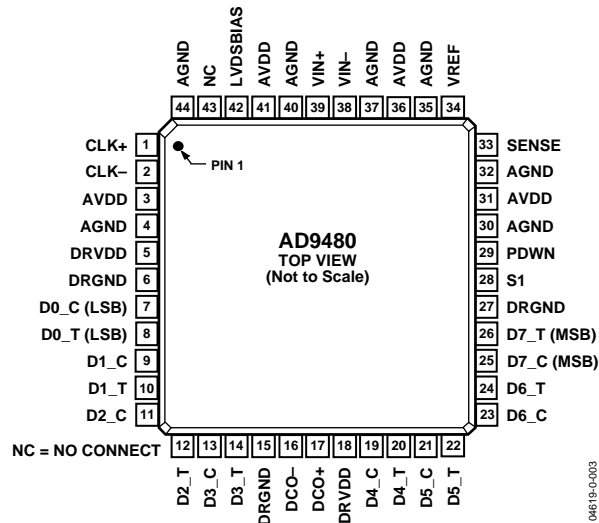 AGND
NC
LVDSBIAS
AVDD
AGND
VIN+
VIN–
AGND
AVDD
AGND
VREF
44 43 42 41 40 39 38 37 36 35 34
CLK+ 1
CLK– 2
AVDD 3
AGND 4
DRVDD 5
DRGND 6
D0_C (LSB) 7
D0_T (LSB) 8
D1_C 9
D1_T 10
D2_C 11
PIN 1
AD9480
TOP VIEW
(Not to Scale)
33 SENSE
32 AGND
31 AVDD
30 AGND
29 PDWN
28 S1
27 DRGND
26 D7_T (MSB)
25 D7_C (MSB)
24 D6_T
23 D6_C
NC = NO CONNECT
12 13 14 15 16 17 18 19 20 21 22
D2_T
D3_C
D3_T
DRGND
DCO–
DCO+
DRVDD
D4_C
D4_T
D5_C
D5_T
04619-0-003